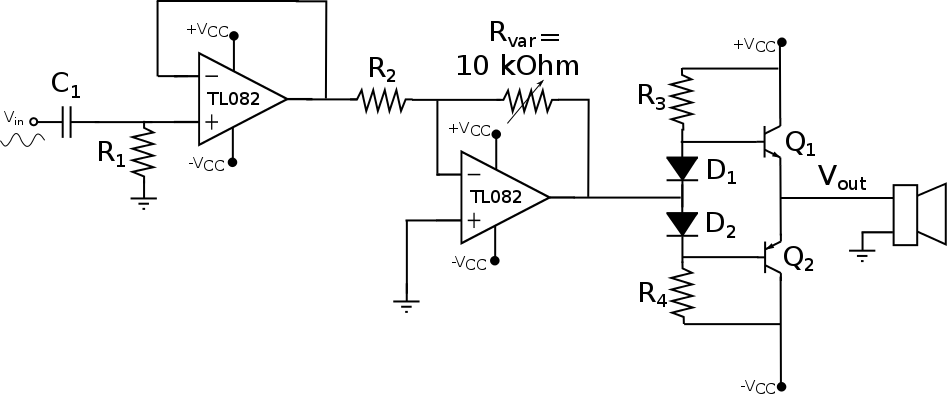 C1
Vin
R1
+VCC
−
TL082
+
-VCC
R2
Rvar=
10 kOhm
+VCC
−
TL082
+
-VCC
+VCC
R3
D1
D2
R4
Q1
Vout
Q2
-VCC